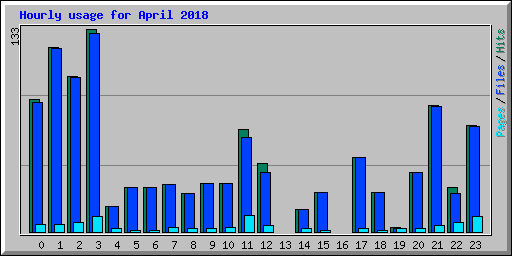 Hourly usage for April 2018
133
Pages/Files/Hits
0 1 2 3 4 5 6 7 8 9 10 11 12 13 14 15 16 17 18 19 20 21 22 23